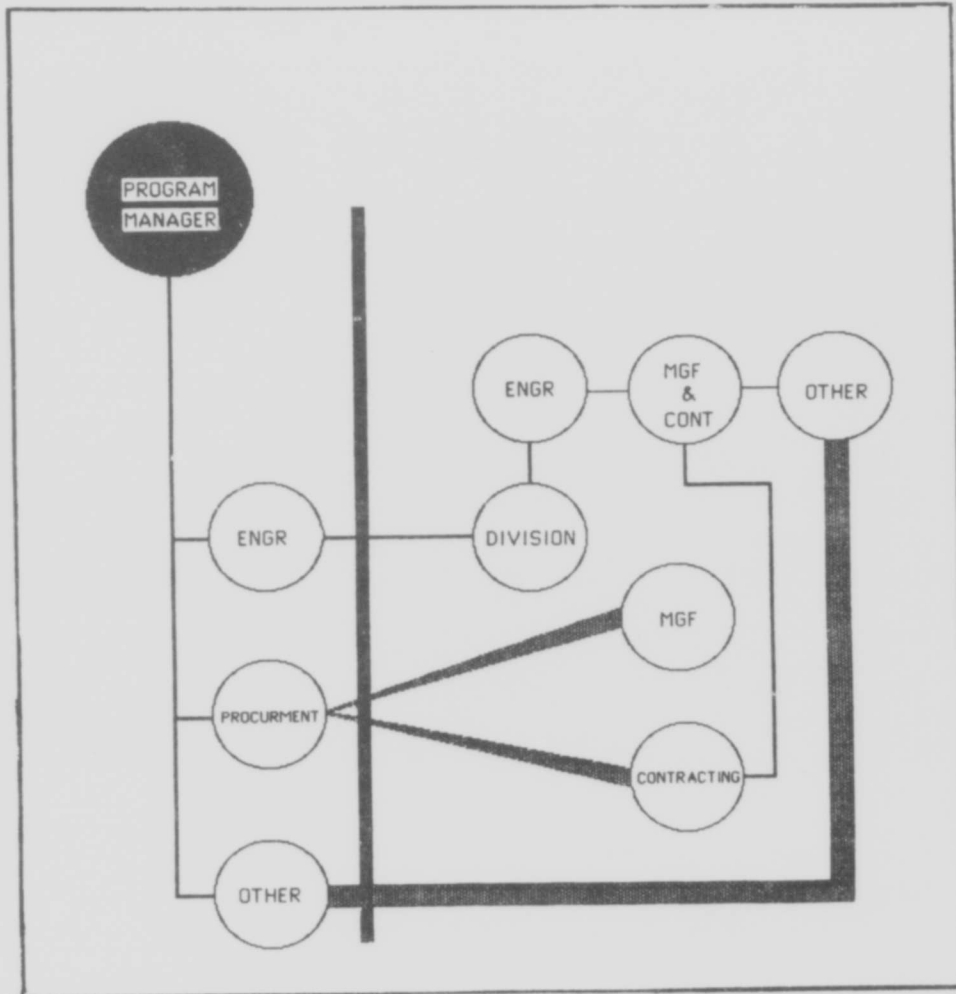 PROGRAM
MANAGER
ENGR
MGF
&
CONT
OTHER
ENGR
DIVISION
MGF
PROCURMENT
CONTRACTING
OTHER